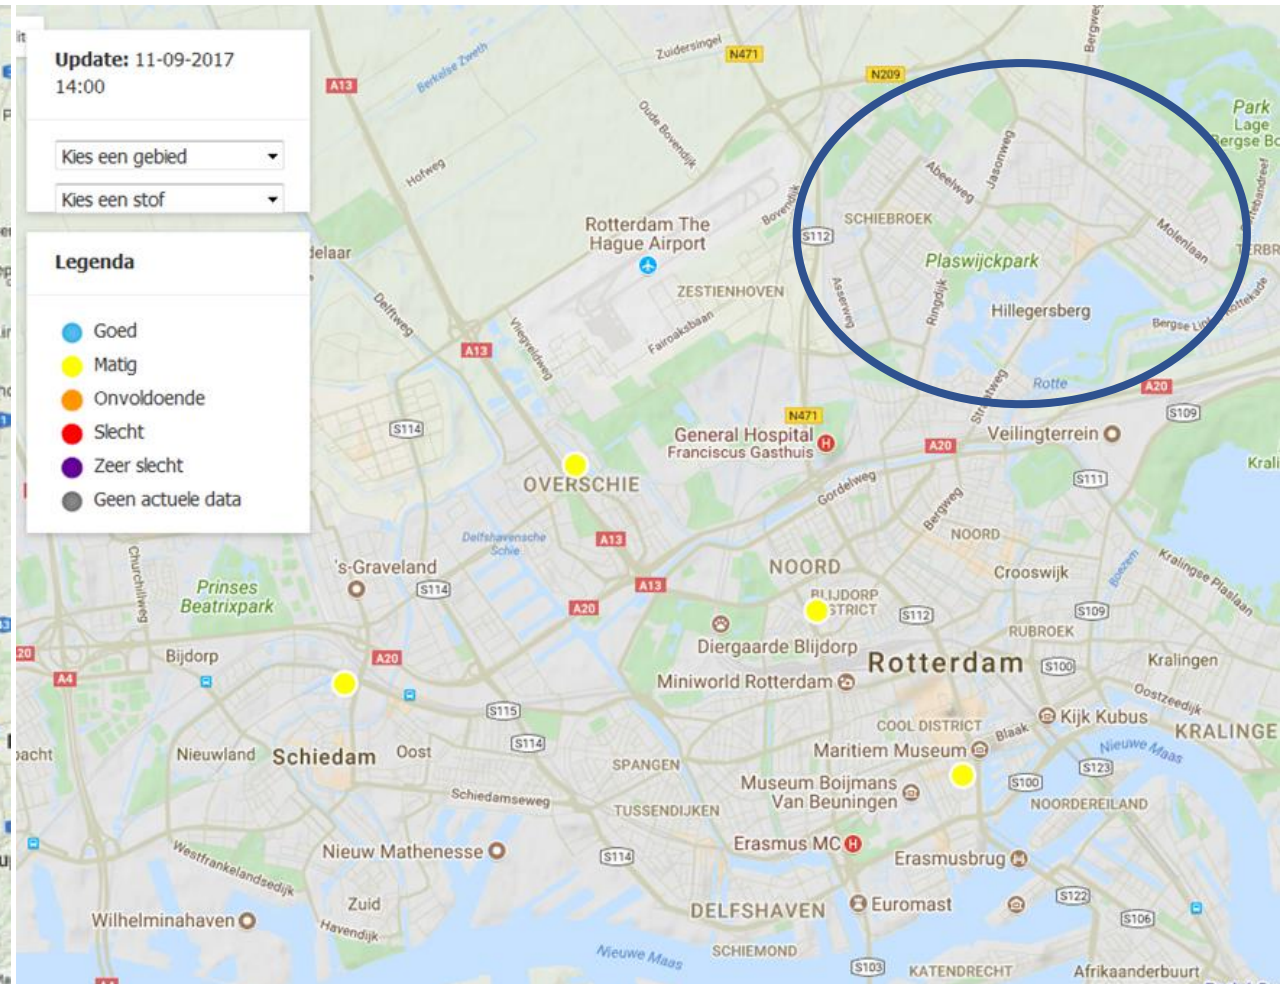 Update: 11-09-2017
14:00
Kies een gebied
Kies een stof
Legenda
Goed
Matig
Onvoldoende
Slecht
Zeer slecht
Geen actuele data
A13
Berkelse Zweth
Zuidersingel
N471
N209
Bergweg
Park
Lage
Hofweg
Oude Bovendijk
Bovendijk
Abeelweg
Jasonweg
Molenlaan
Rotterdam The
Hague Airport
S112
SCHIEBROEK
Plaswijckpark
ZESTIENHOVEN
Asserweg
Ringdijk
Hillegersberg
Delftweg
Vliegveldweg
Fairoaksbaan
A13
Rotte
A20
S109
N471
Straatweg
S114
General Hospital
Franciscus Gasthuis
H
A20
Veilingterrein
OVERSCHIE
Gordelweg
S111
Bergweg
Delfshavensche
Schie
A13
NOORD
Churchillweg
's-Graveland
S114
A13
NOORD
Crooswijk
Boezem
Kralingse Plaslaan
Prinses
Beatrixpark
A20
BLIJDORP
S112
S109
RUBROEK
Diergaarde Blijdorp
Bijdorp
A20
A4
Rotterdam
S100
Kralingen
Miniworld Rotterdam
Oostzeedijk
S115
COOL DISTRICT
Blaak
Kijk Kubus
Nieuwland
Schiedam
Oost
S114
SPANGEN
Maritiem Museum
Nieuwe Maas
S123
Museum Boijmans
Van Beuningen
S100
Schiedamseweg
TUSSENDIJKEN
NOORDEREILAND
Erasmus MC
H
Westfrankelandsedijk
Nieuw Mathenesse
S114
Erasmusbrug
Zuid
S122
Wilhelminahaven
Havendijk
DELFSHAVEN
Euromast
S106
Nieuwe Maas
SCHIEMOND
S103
KATENDRECHT
Afrikaanderbuurt